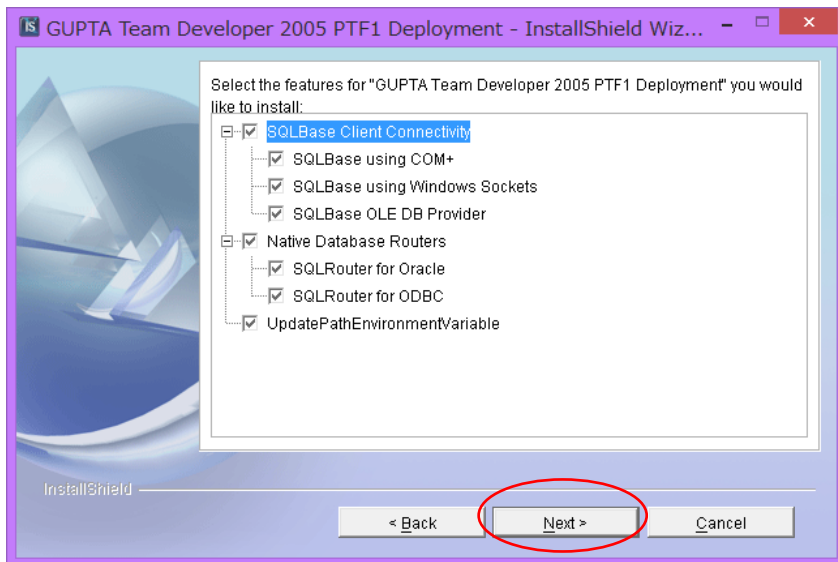 GUPTA Team Developer 2005 PTF1 Deployment - InstallShield Wiz...
Select the features for "GUPTA Team Developer 2005 PTF1 Deployment" you would
like to install:
SQLBase Client Connectivity
SQLBase using COM+
SQLBase using Windows Sockets
SQLBase OLE DB Provider
Native Database Routers
SQLRouter for Oracle
SQLRouter for ODBC
UpdatePathEnvironmentVariable
InstallShield
< Back
Next >
Cancel